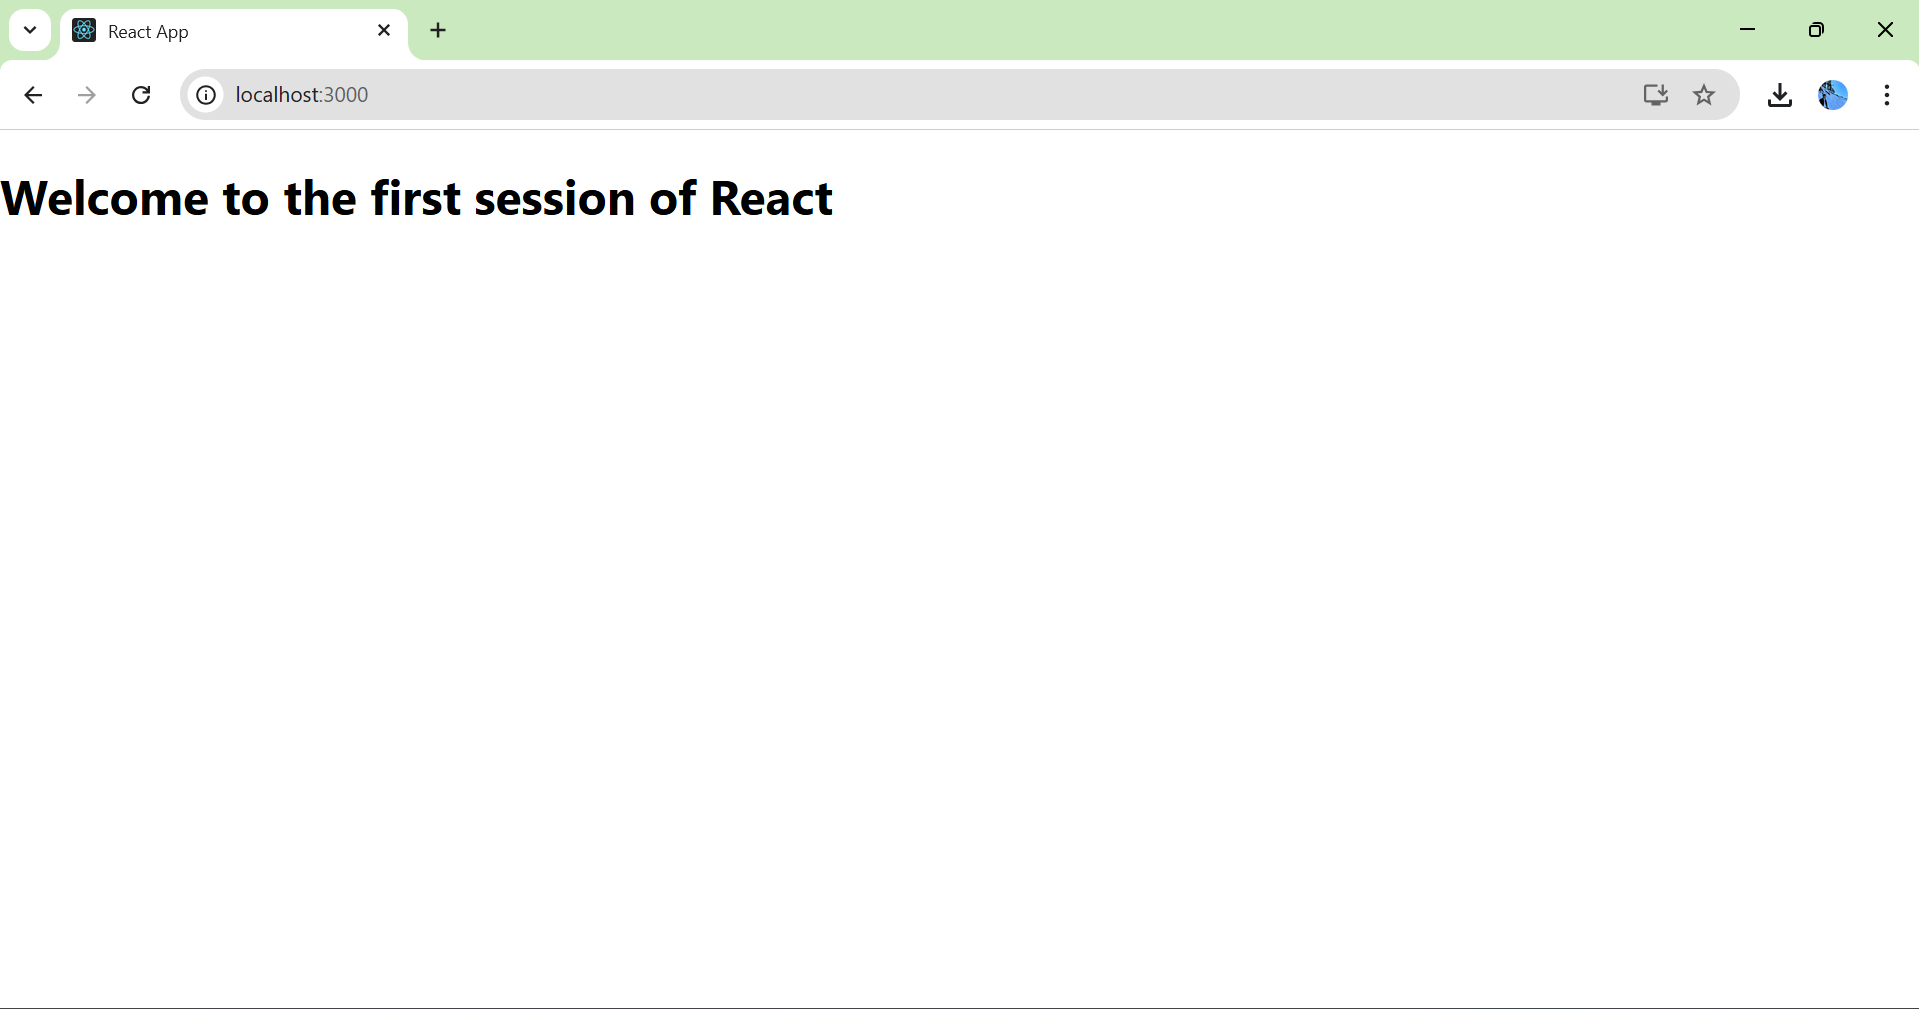 React App
localhost:3000
Welcome to the first session of React